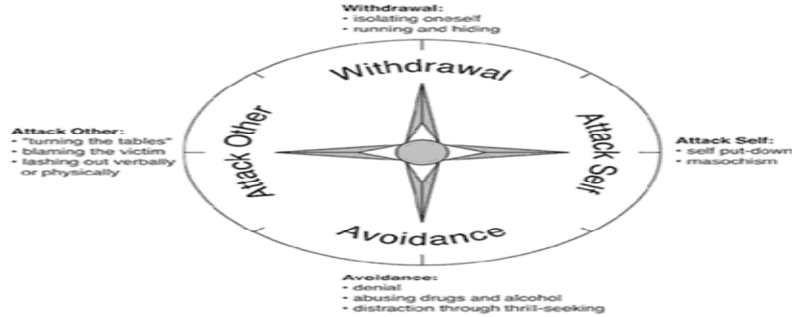 Withdrawal:
• isolating oneself
• running and hiding
Withdrawal
Attack Other
Attack Other:
• "turning the tables"
• blaming the victim
• lashing out verbally
or physically
Attack Self
Attack Self:
• self put-down
• masochism
Avoidance
Avoidance:
• denial
• abusing drugs and alcohol
• distraction through thrill-seeking